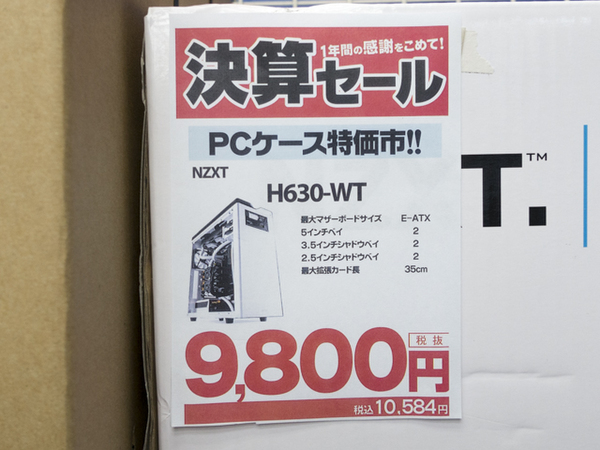 1年間の感謝をこめて!
決算セール
PCケース特価市!!
NZXT
H630-WT
最大マザーボードサイズ E-ATX
5インチベイ 2
3.5インチシャドウベイ 2
2.5インチシャドウベイ 2
最大拡張カード長 35cm
9,800円 税抜
税込10,584円
T.™